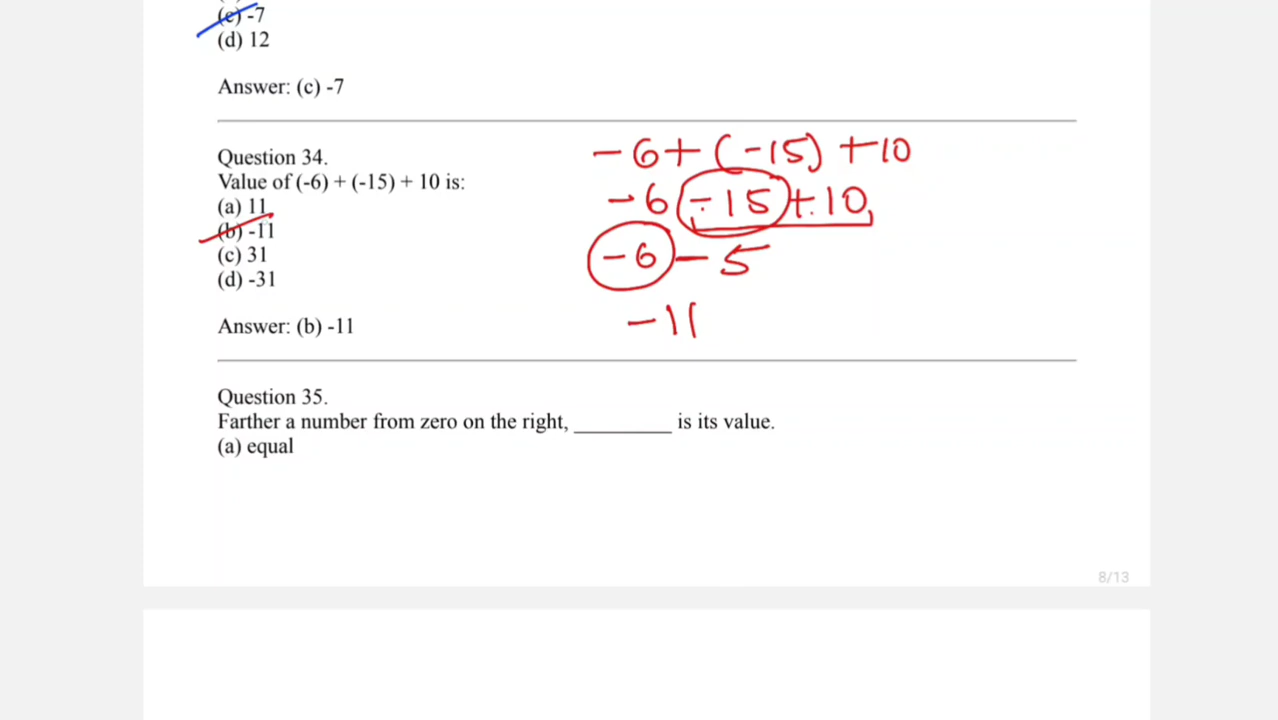 (c) -7
(d) 12
Answer: (c) -7
Question 34.
Value of (-6) + (-15) + 10 is:
(a) 11
(b) -11
(c) 31
(d) -31
Answer: (b) -11
-6+(-15)+10
-6-15+10
-6-5
-11
Question 35.
Farther a number from zero on the right, _________ is its value.
(a) equal
8/13